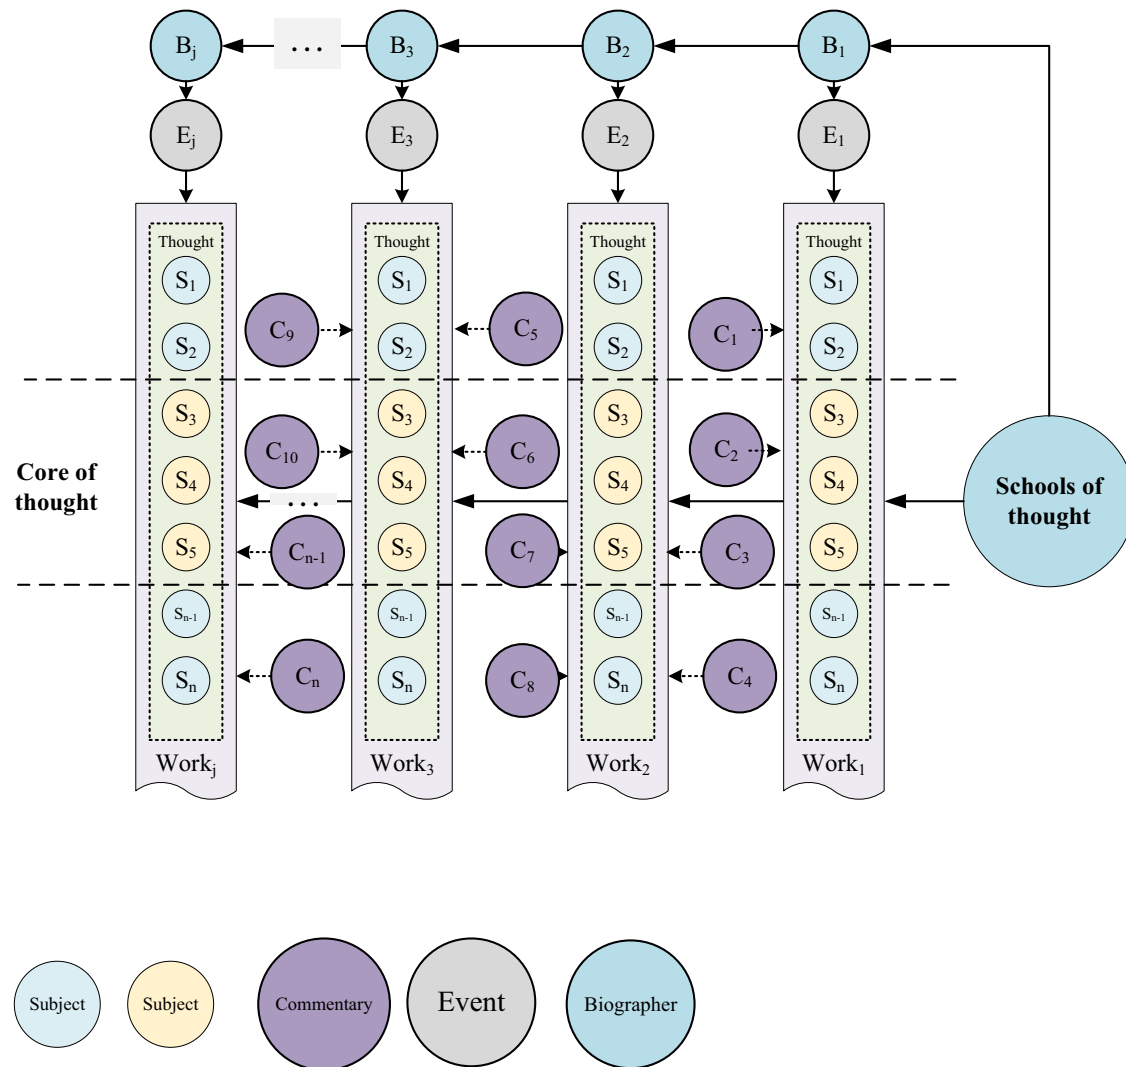 Bj ... B3 B2 B1
Ej E3 E2 E1
Thought Thought Thought Thought
S1 S1 S1 S1
C9 C5 C1
S2 S2 S2 S2
S3 S3 S3 S3
C10 C6 C2
Core of
thought
S4 S4 S4 S4
Schools of
thought
...
S5 Cn-1 S5 C7 S5 C3 S5
Sn-1 Sn-1 Sn-1 Sn-1
Sn Cn Sn C8 Sn C4 Sn
Workj Work3 Work2 Work1
Subject Subject Commentary Event Biographer